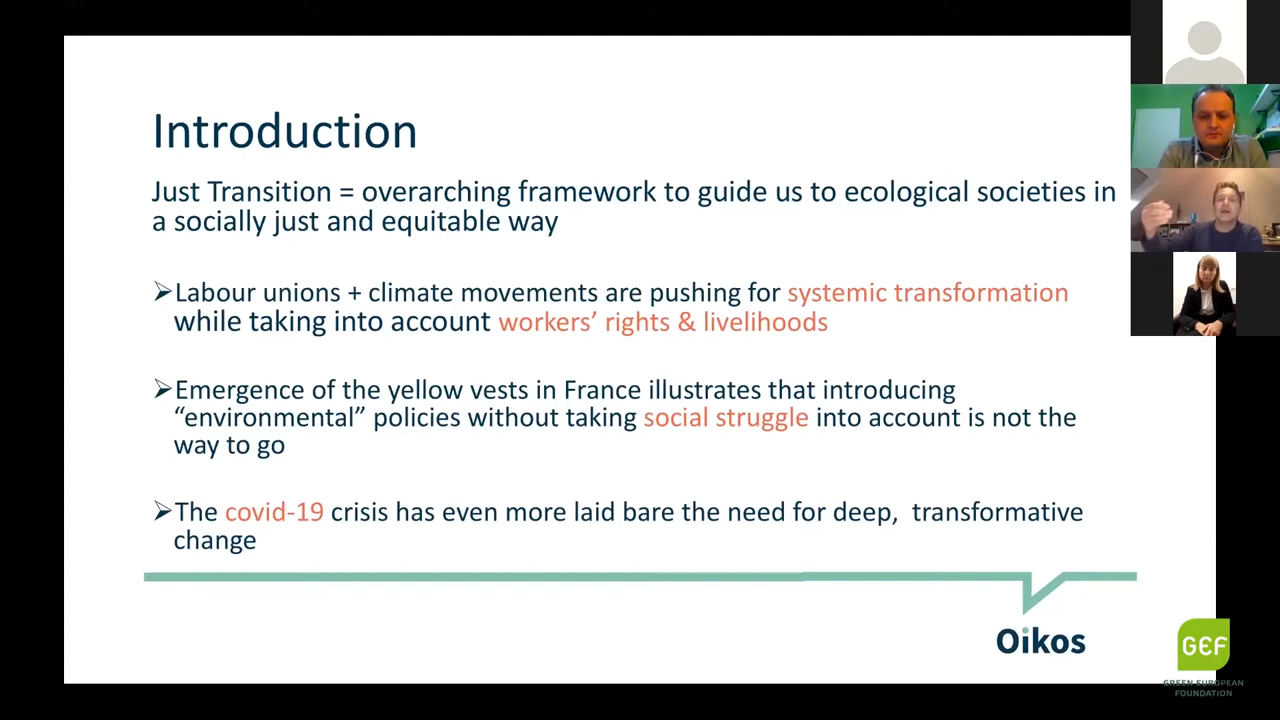 Introduction
Just Transition = overarching framework to guide us to ecological societies in
a socially just and equitable way
➢Labour unions + climate movements are pushing for systemic transformation
while taking into account workers’ rights & livelihoods
➢Emergence of the yellow vests in France illustrates that introducing
“environmental” policies without taking social struggle into account is not the
way to go
➢The covid-19 crisis has even more laid bare the need for deep, transformative
change
Oikos
GEF
GREEN EUROPEAN
FOUNDATION